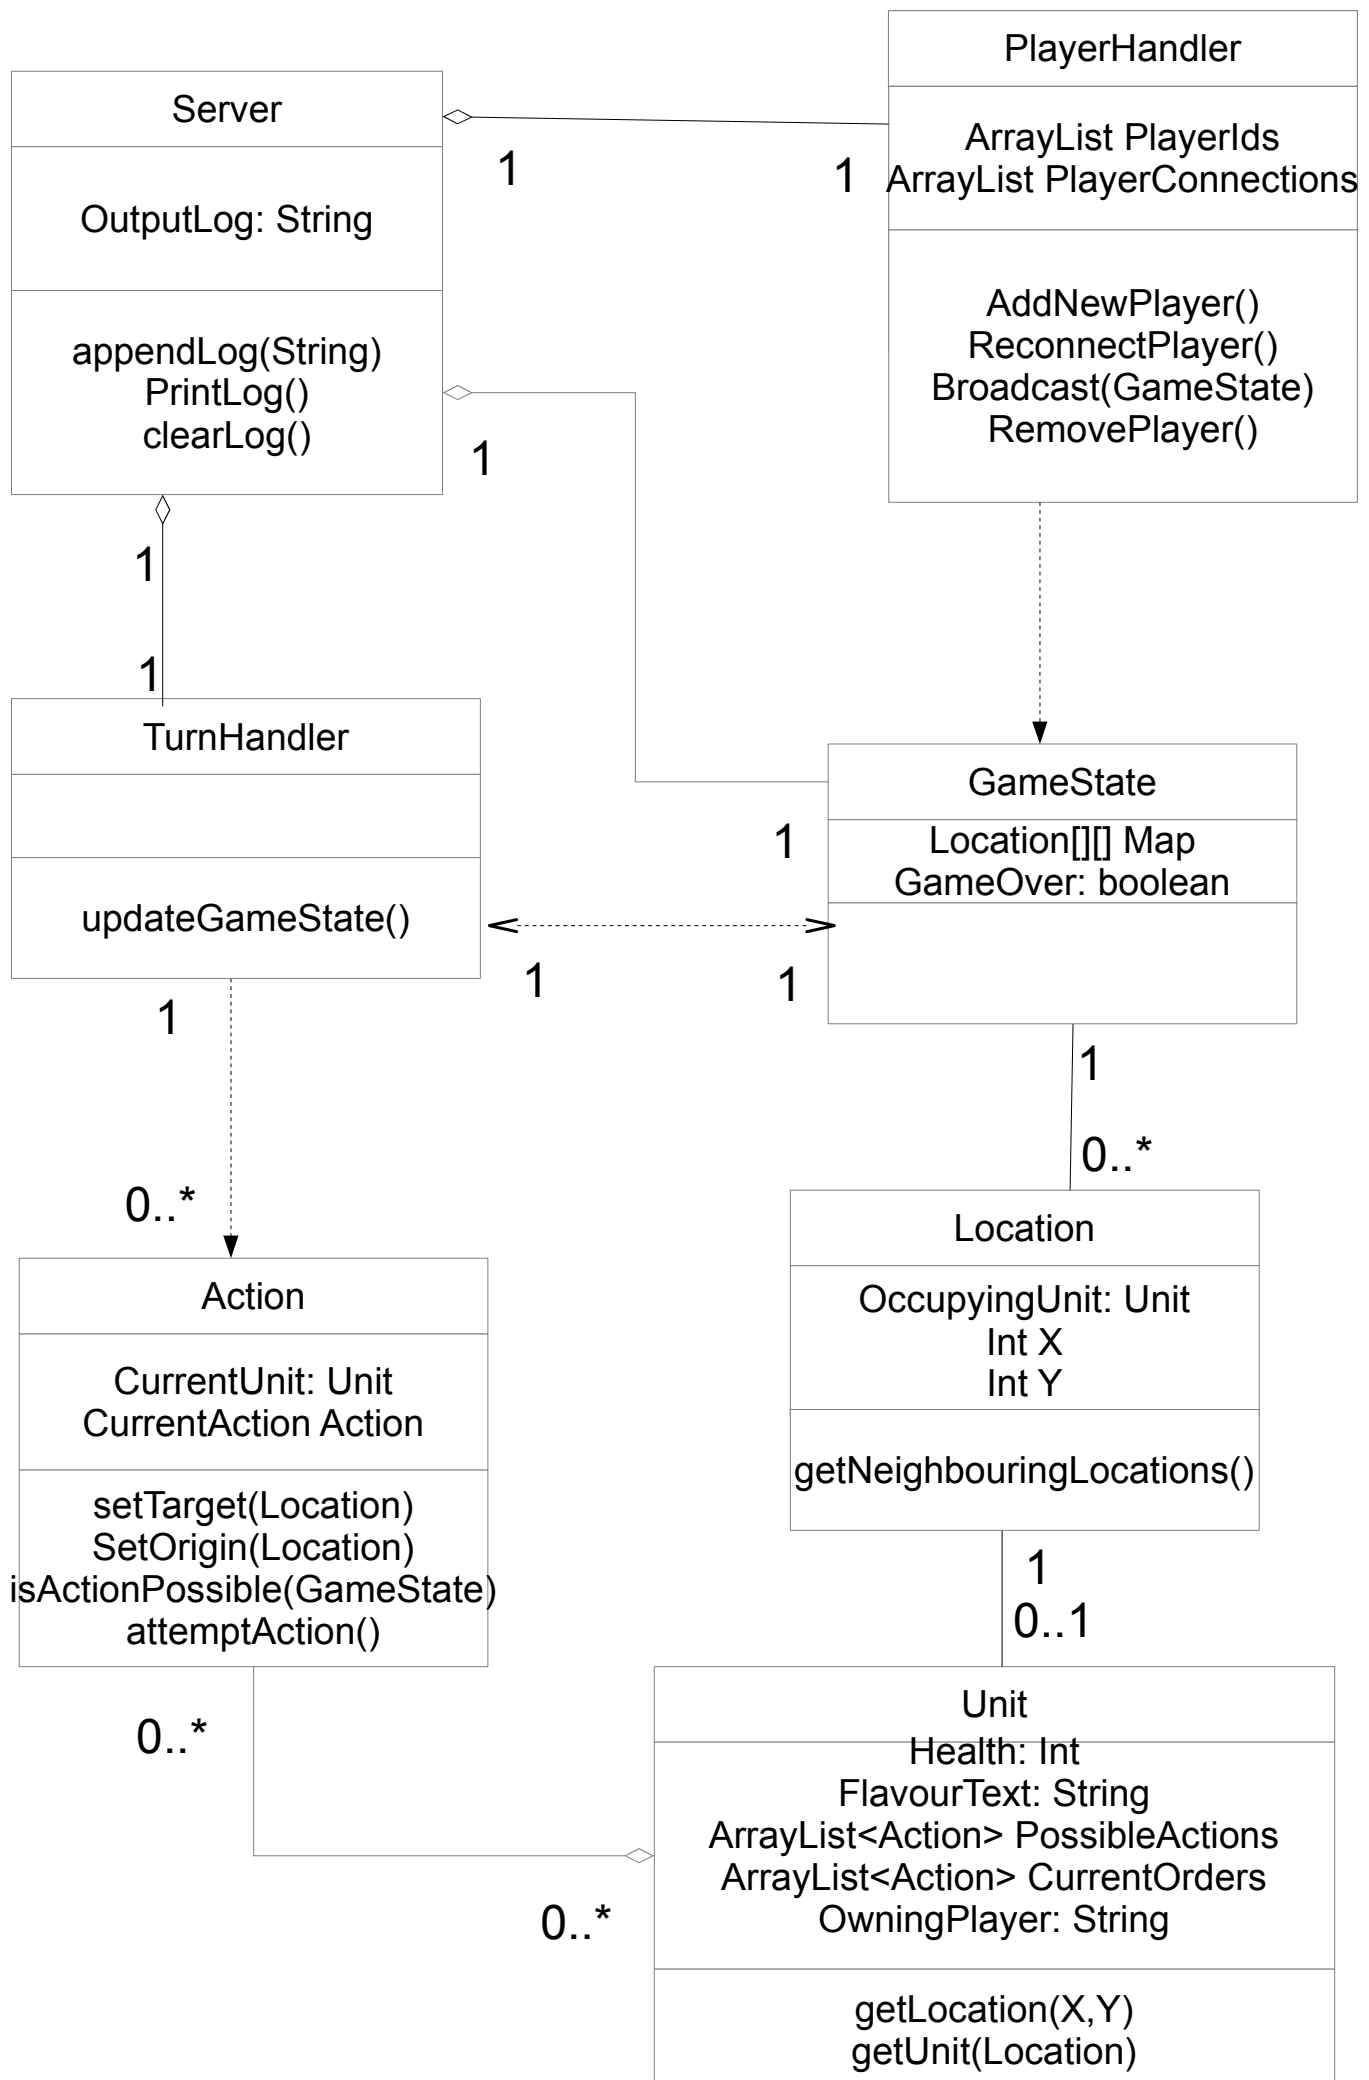 PlayerHandler
ArrayList PlayerIds
ArrayList PlayerConnections
AddNewPlayer()
ReconnectPlayer()
Broadcast(GameState)
RemovePlayer()
Server
OutputLog: String
appendLog(String)
PrintLog()
clearLog()
1
1
1
1
1
TurnHandler
updateGameState()
GameState
Location[][] Map
GameOver: boolean
1
1
1
1
0..*
1
0..*
Action
CurrentUnit: Unit
CurrentAction Action
setTarget(Location)
SetOrigin(Location)
isActionPossible(GameState)
attemptAction()
Location
OccupyingUnit: Unit
Int X
Int Y
getNeighbouringLocations()
1
0..1
0..*
0..*
Unit
Health: Int
FlavourText: String
ArrayList<Action> PossibleActions
ArrayList<Action> CurrentOrders
OwningPlayer: String
getLocation(X,Y)
getUnit(Location)